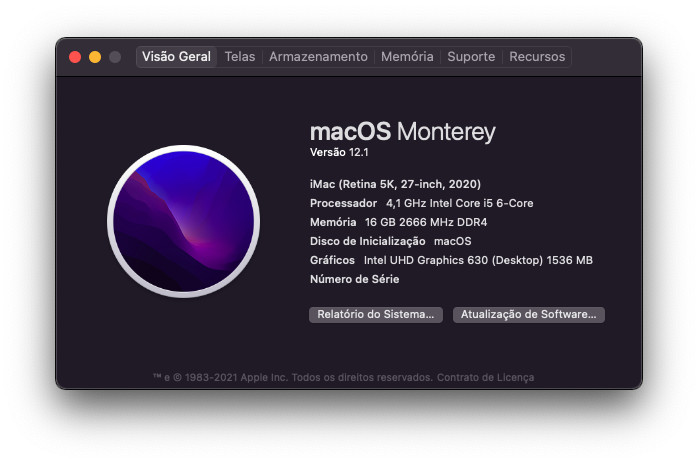 Visão Geral Telas Armazenamento Memória Suporte Recursos
macOS Monterey
Versão 12.1
iMac (Retina 5K, 27-inch, 2020)
Processador 4,1 GHz Intel Core i5 6-Core
Memória 16 GB 2666 MHz DDR4
Disco de Inicialização macOS
Gráficos Intel UHD Graphics 630 (Desktop) 1536 MB
Número de Série
Relatório do Sistema... Atualização de Software...
™ e © 1983-2021 Apple Inc. Todos os direitos reservados. Contrato de Licença